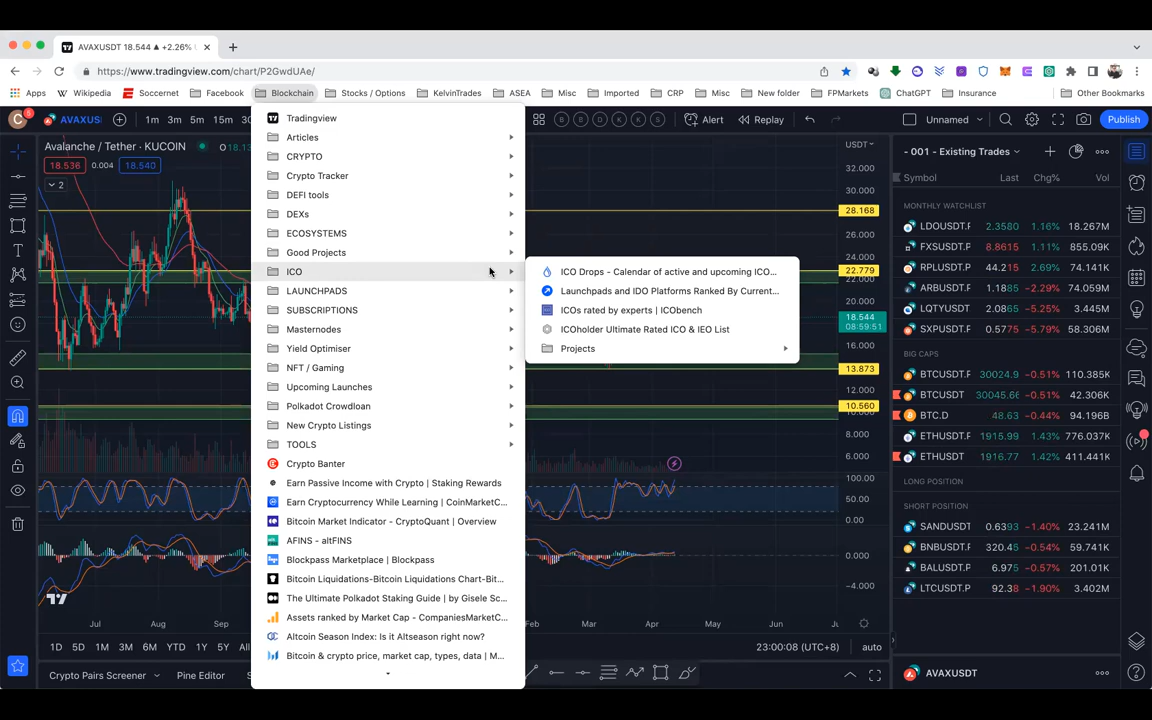 AVAXUSDT 18.544 ▲ +2.26%
https://www.tradingview.com/chart/P2GwdUAe/
Apps Wikipedia Soccernet Facebook Blockchain Stocks / Options KelvinTrades ASEA Misc Imported CRP Misc New folder FPMarkets ChatGPT Insurance Other Bookmarks
C AVAXUS 1m 3m 5m 15m 30 B B D K K S Alert Replay Unnamed Publish
Avalanche / Tether · KUCOIN
18.536 0.004 18.540
2
Tradingview
Articles
CRYPTO
Crypto Tracker
DEFI tools
DEXs
ECOSYSTEMS
Good Projects
ICO
LAUNCHPADS
SUBSCRIPTIONS
Masternodes
Yield Optimiser
NFT / Gaming
Upcoming Launches
Polkadot Crowdloan
New Crypto Listings
TOOLS
Crypto Banter
Earn Passive Income with Crypto | Staking Rewards
Earn Cryptocurrency While Learning | CoinMarketC...
Bitcoin Market Indicator - CryptoQuant | Overview
AFINS - altFINS
Blockpass Marketplace | Blockpass
Bitcoin Liquidations-Bitcoin Liquidations Chart-Bit...
The Ultimate Polkadot Staking Guide | by Gisele Sc...
Assets ranked by Market Cap - CompaniesMarketC...
Altcoin Season Index: Is it Altseason right now?
Bitcoin & crypto price, market cap, types, data | M...
ICO Drops - Calendar of active and upcoming ICO...
Launchpads and IDO Platforms Ranked By Current...
ICOs rated by experts | ICObench
ICOholder Ultimate Rated ICO & IEO List
Projects
USDT
32.000
28.168
24.000
22.779
20.000
18.544
08:59:51
16.000
13.873
12.000
10.560
8.000
6.000
100.00
50.00
0.00
0.000
−4.000
Jul Aug Sep Feb Mar Apr May Jun
1D 5D 1M 3M 6M YTD 1Y 5Y 23:00:08 (UTC+8) auto
Crypto Pairs Screener Pine Editor
- 001 - Existing Trades
Symbol Last Chg% Vol
MONTHLY WATCHLIST
LDOUSDT.F 2.3580 1.16% 18.267M
FXSUSDT.F 8.8615 1.11% 855.09K
RPLUSDT.F 44.215 2.69% 74.141K
ARBUSDT.F 1.1885 −2.29% 74.059M
LQTYUSDT 2.6685 −5.25% 3.445M
SXPUSDT.F 0.5775 −5.79% 58.306M
BIG CAPS
BTCUSDT.F 30024.9 −0.51% 110.385K
BTCUSDT 30045.66 −0.51% 42.306K
BTC.D 48.63 −0.44% 94.196B
ETHUSDT.F 1915.99 1.43% 776.037K
ETHUSDT 1916.77 1.42% 411.441K
LONG POSITION
SHORT POSITION
SANDUSDT 0.6393 −1.40% 23.241M
BNBUSDT.F 320.45 −0.54% 59.741K
BALUSDT.F 6.975 −0.57% 201.01K
LTCUSDT.F 92.38 −1.90% 3.402M
AVAXUSDT